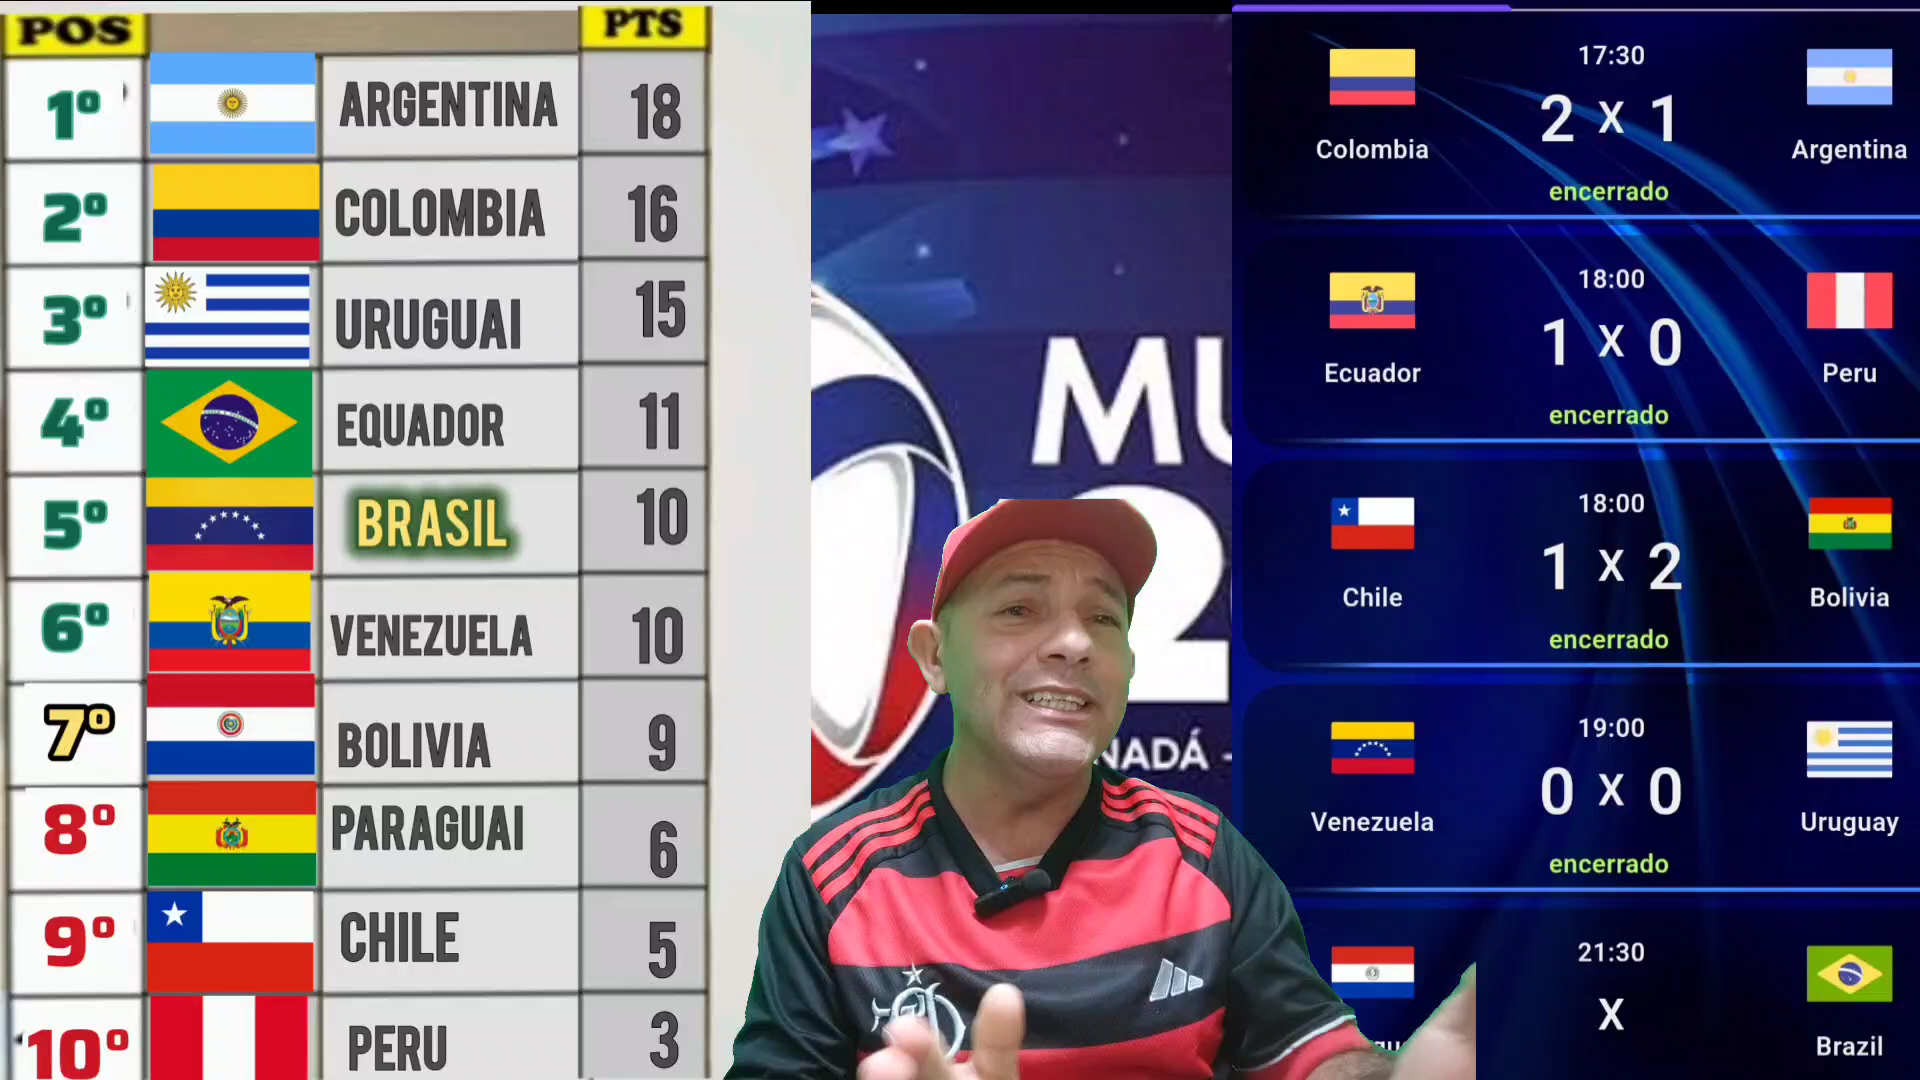 POS PTS
1º ARGENTINA 18
2º COLOMBIA 16
3º URUGUAI 15
4º EQUADOR 11
5º BRASIL 10
6º VENEZUELA 10
7º BOLIVIA 9
8º PARAGUAI 6
9º CHILE 5
10º PERU 3
MU
2
NADÁ -
17:30
2 X 1
Colombia Argentina
encerrado
18:00
1 X 0
Ecuador Peru
encerrado
18:00
1 X 2
Chile Bolivia
encerrado
19:00
0 X 0
Venezuela Uruguay
encerrado
21:30
X
Brazil